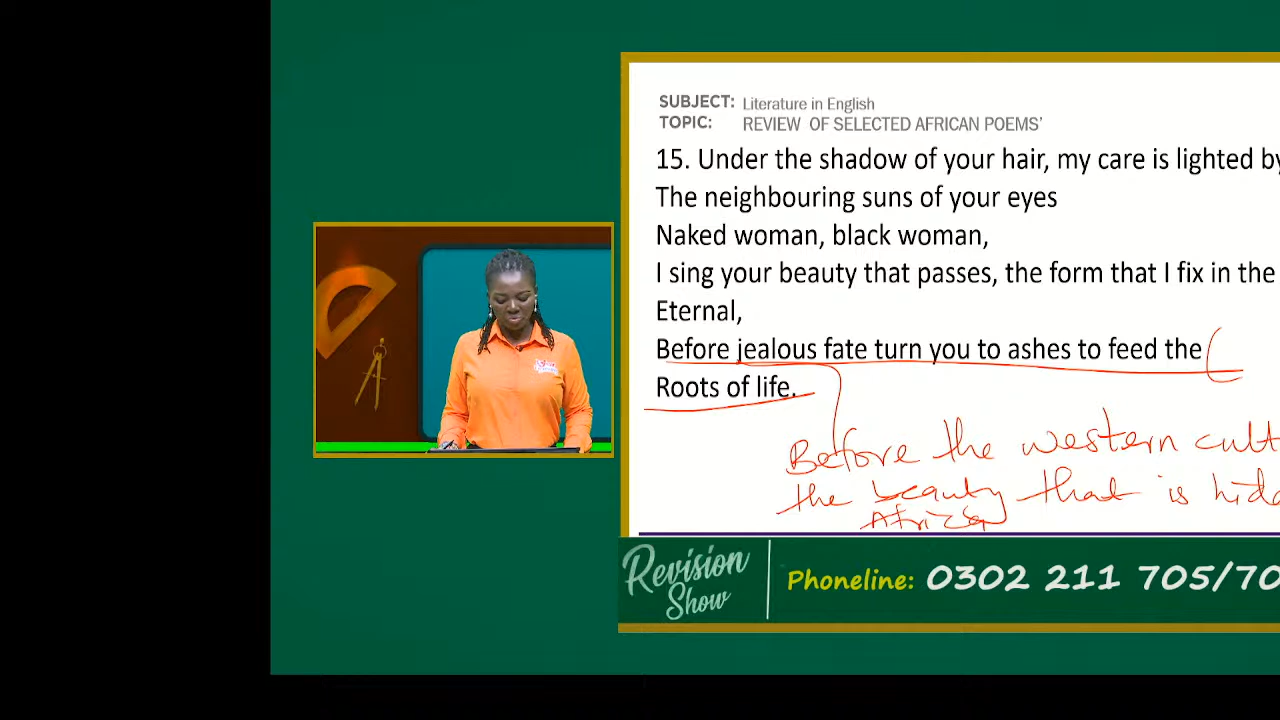 SUBJECT: Literature in English
TOPIC: REVIEW OF SELECTED AFRICAN POEMS'
15. Under the shadow of your hair, my care is lighted by
The neighbouring suns of your eyes
Naked woman, black woman,
I sing your beauty that passes, the form that I fix in the
Eternal,
Before jealous fate turn you to ashes to feed the
Roots of life.
Before the western cult
the beauty that is hidd
Africa
Revision
Show
Phoneline: 0302 211 705/70